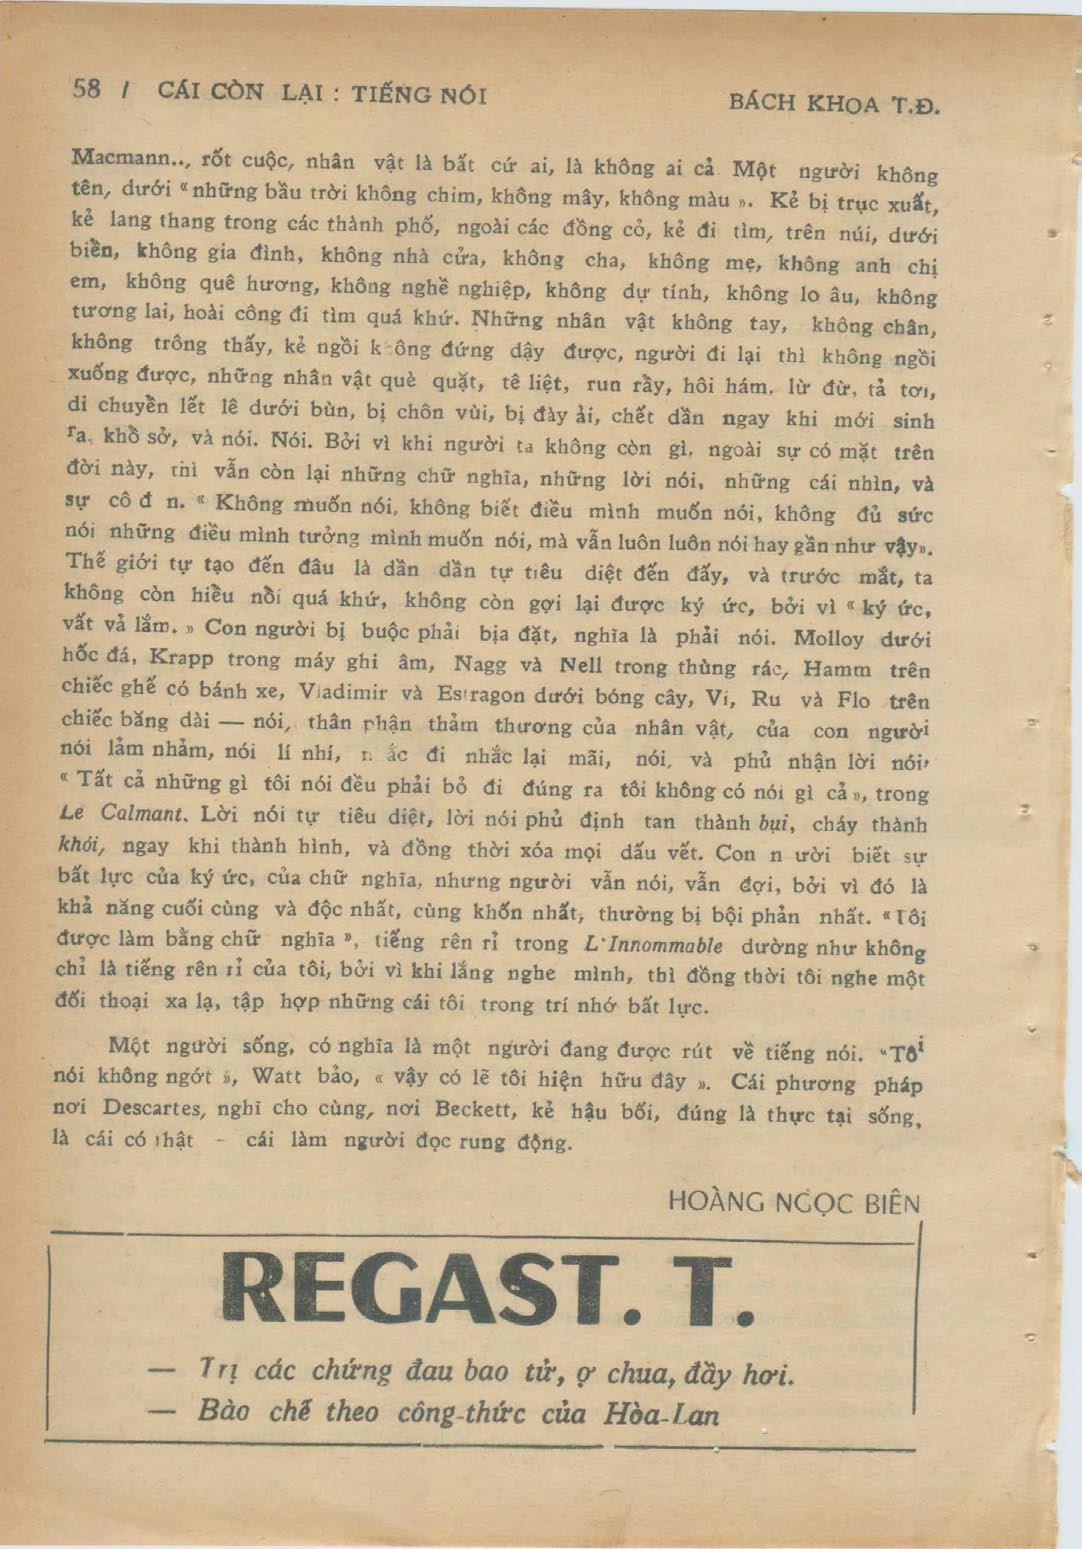 58 / CÁI CÒN LẠI : TIẾNG NÓI
BÁCH KHOA T.Đ.
Macmann.., rốt cuộc, nhân vật là bất cứ ai, là không ai cả Một người không
tên, dưới « những bầu trời không chim, không mây, không màu ». Kẻ bị trục xuất,
kẻ lang thang trong các thành phố, ngoài các đồng cỏ, kẻ đi tìm, trên núi, dưới
biển, không gia đình, không nhà cửa, không cha, không mẹ, không anh chị
em, không quê hương, không nghề nghiệp, không dự tính, không lo âu, không
tương lai, hoài công đi tìm quá khứ. Những nhân vật không tay, không chân,
không trông thấy, kẻ ngồi k ông đứng dậy được, người đi lại thì không ngồi
xuống được, những nhân vật què quặt, tê liệt, run rầy, hôi hám, lừ đừ, tả tơi,
di chuyển lết lê dưới bùn, bị chôn vùi, bị đày ải, chết dần ngay khi mới sinh
ra, khổ sở, và nói. Nói. Bởi vì khi người ta không còn gì, ngoài sự có mặt trên
đời này, thì vẫn còn lại những chữ nghĩa, những lời nói, những cái nhìn, và
sự cô đ n. « Không muốn nói, không biết điều mình muốn nói, không đủ sức
nói những điều mình tưởng mình muốn nói, mà vẫn luôn luôn nói hay gần như vậy».
Thế giới tự tạo đến đâu là dần dần tự tiêu diệt đến đấy, và trước mắt, ta
không còn hiểu nổi quá khứ, không còn gợi lại được ký ức, bởi vì « ký ức,
vất vả lắm. » Con người bị buộc phải bịa đặt, nghĩa là phải nói. Molloy dưới
hốc đá, Krapp trong máy ghi âm, Nagg và Nell trong thùng rác, Hamm trên
chiếc ghế có bánh xe, Vladimir và Estragon dưới bóng cây, Vi, Ru và Flo trên
chiếc băng dài — nói, thân phận thảm thương của nhân vật, của con người
nói lảm nhảm, nói lí nhí, n ắc đi nhắc lại mãi, nói, và phủ nhận lời nói,
« Tất cả những gì tôi nói đều phải bỏ đi đúng ra tôi không có nói gì cả », trong
Le Calmant. Lời nói tự tiêu diệt, lời nói phủ định tan thành bụi, cháy thành
khói, ngay khi thành hình, và đồng thời xóa mọi dấu vết. Con n ười biết sự
bất lực của ký ức, của chữ nghĩa, nhưng người vẫn nói, vẫn đợi, bởi vì đó là
khả năng cuối cùng và độc nhất, cùng khốn nhất, thường bị bội phản nhất. « Tôi
được làm bằng chữ nghĩa », tiếng rên rỉ trong L'Innommable dường như không
chỉ là tiếng rên rỉ của tôi, bởi vì khi lắng nghe mình, thì đồng thời tôi nghe một
đối thoại xa lạ, tập hợp những cái tôi trong trí nhớ bất lực.
Một người sống, có nghĩa là một người đang được rút về tiếng nói. “Tôi
nói không ngớt », Watt bảo, « vậy có lẽ tôi hiện hữu đây ». Cái phương pháp
nơi Descartes, nghĩ cho cùng, nơi Beckett, kẻ hậu bối, đúng là thực tại sống,
là cái có thật - cái làm người đọc rung động.
HOÀNG NGỌC BIÊN
REGAST. T.
— Trị các chứng đau bao tử, ợ chua, đầy hơi.
— Bào chế theo công-thức của Hòa-Lan